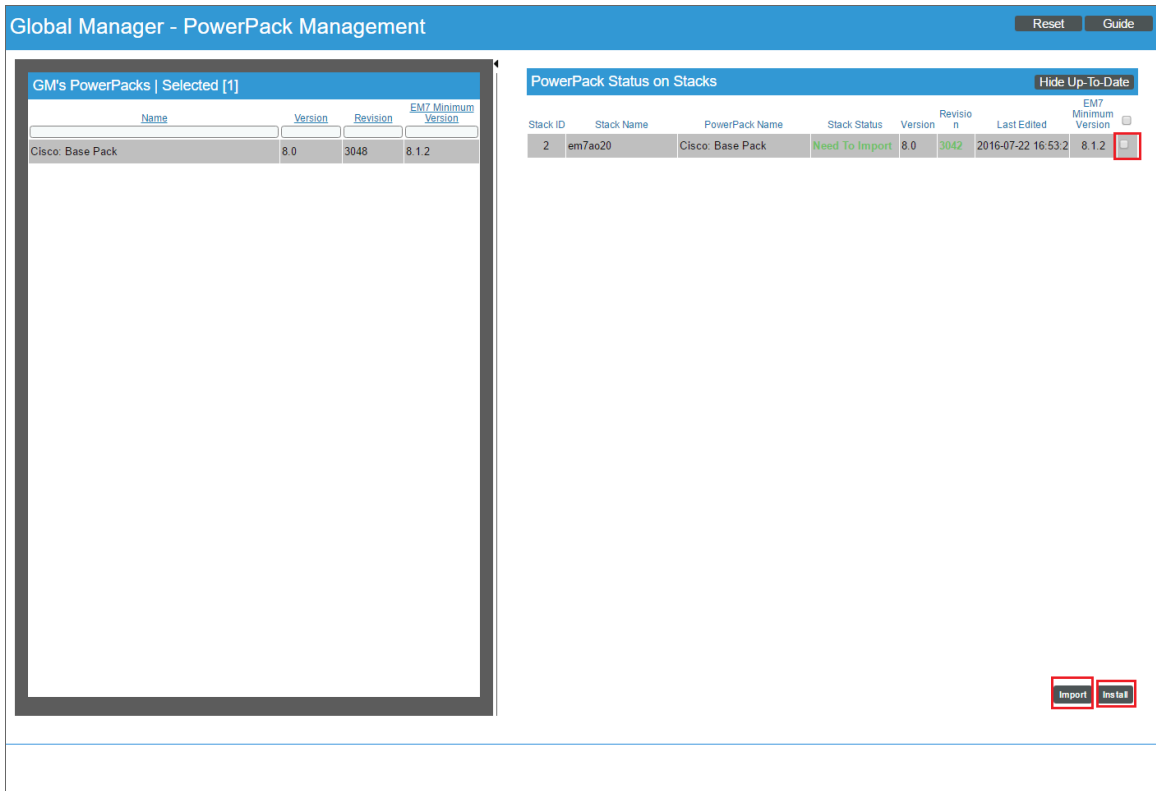 Global Manager - PowerPack Management
Reset
Guide
GM's PowerPacks | Selected [1]
Name
Version
Revision
EM7 Minimum
Version
Cisco: Base Pack
8.0
3048
8.1.2
PowerPack Status on Stacks
Hide Up-To-Date
Stack ID
Stack Name
PowerPack Name
Stack Status
Version
Revisio
n
Last Edited
EM7
Minimum
Version
2
em7ao20
Cisco: Base Pack
Need To Import
8.0
3042
2016-07-22 16:53:2
8.1.2
Import
Install